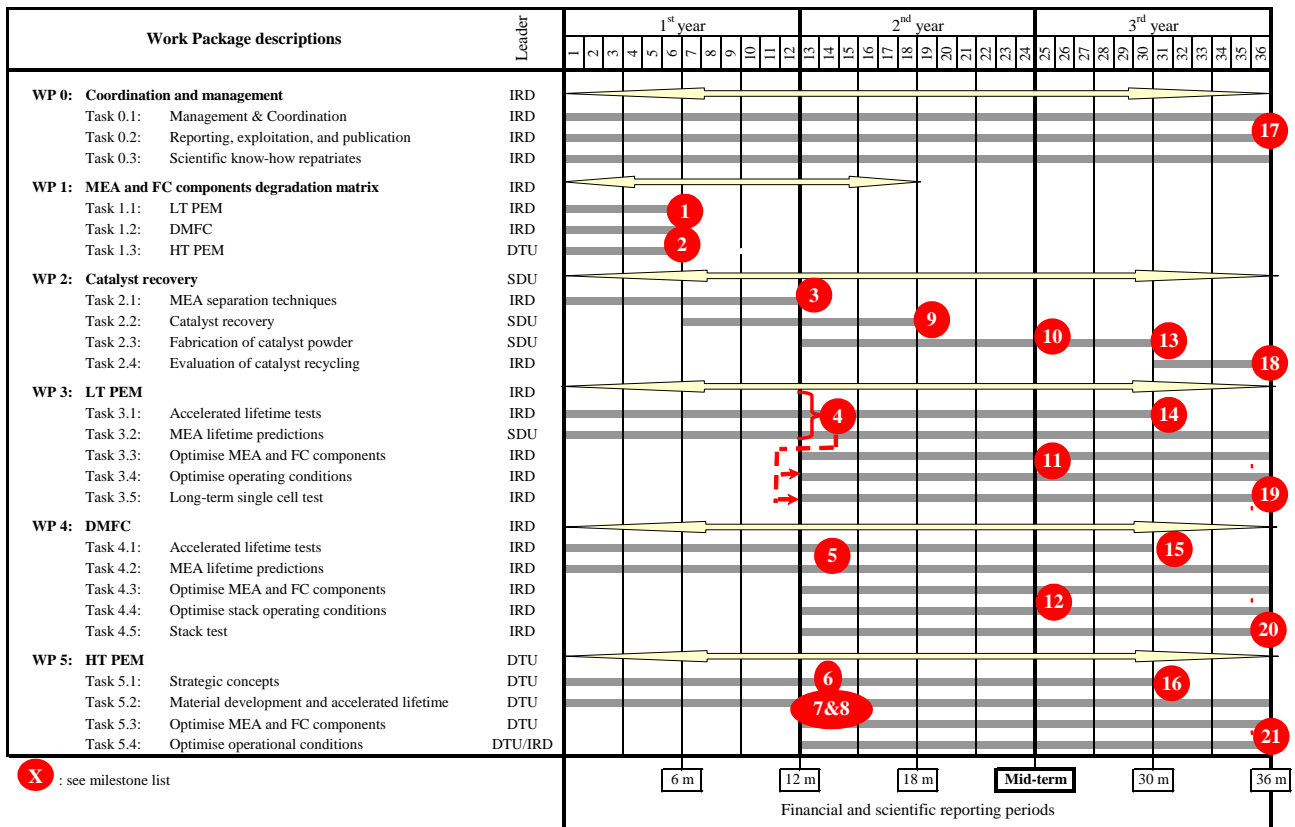 Work Package descriptions Leader 1st year 2nd year 3rd year
1 2 3 4 5 6 7 8 9 10 11 12 13 14 15 16 17 18 19 20 21 22 23 24 25 26 27 28 29 30 31 32 33 34 35 36
WP 0: Coordination and management IRD
Task 0.1: Management & Coordination IRD
Task 0.2: Reporting, exploitation, and publication IRD 17
Task 0.3: Scientific know-how repatriates IRD
WP 1: MEA and FC components degradation matrix IRD
Task 1.1: LT PEM IRD 1
Task 1.2: DMFC IRD
Task 1.3: HT PEM DTU 2
WP 2: Catalyst recovery SDU
Task 2.1: MEA separation techniques IRD 3
Task 2.2: Catalyst recovery SDU 9
Task 2.3: Fabrication of catalyst powder SDU 10 13
Task 2.4: Evaluation of catalyst recycling IRD 18
WP 3: LT PEM IRD
Task 3.1: Accelerated lifetime tests IRD 4 14
Task 3.2: MEA lifetime predictions SDU
Task 3.3: Optimise MEA and FC components IRD 11
Task 3.4: Optimise operating conditions IRD
Task 3.5: Long-term single cell test IRD 19
WP 4: DMFC IRD
Task 4.1: Accelerated lifetime tests IRD 5 15
Task 4.2: MEA lifetime predictions IRD
Task 4.3: Optimise MEA and FC components IRD 12
Task 4.4: Optimise stack operating conditions IRD
Task 4.5: Stack test IRD 20
WP 5: HT PEM DTU
Task 5.1: Strategic concepts DTU 6 16
Task 5.2: Material development and accelerated lifetime DTU 7&8
Task 5.3: Optimise MEA and FC components DTU
Task 5.4: Optimise operational conditions DTU/IRD 21
X : see milestone list 6 m 12 m 18 m Mid-term 30 m 36 m
Financial and scientific reporting periods